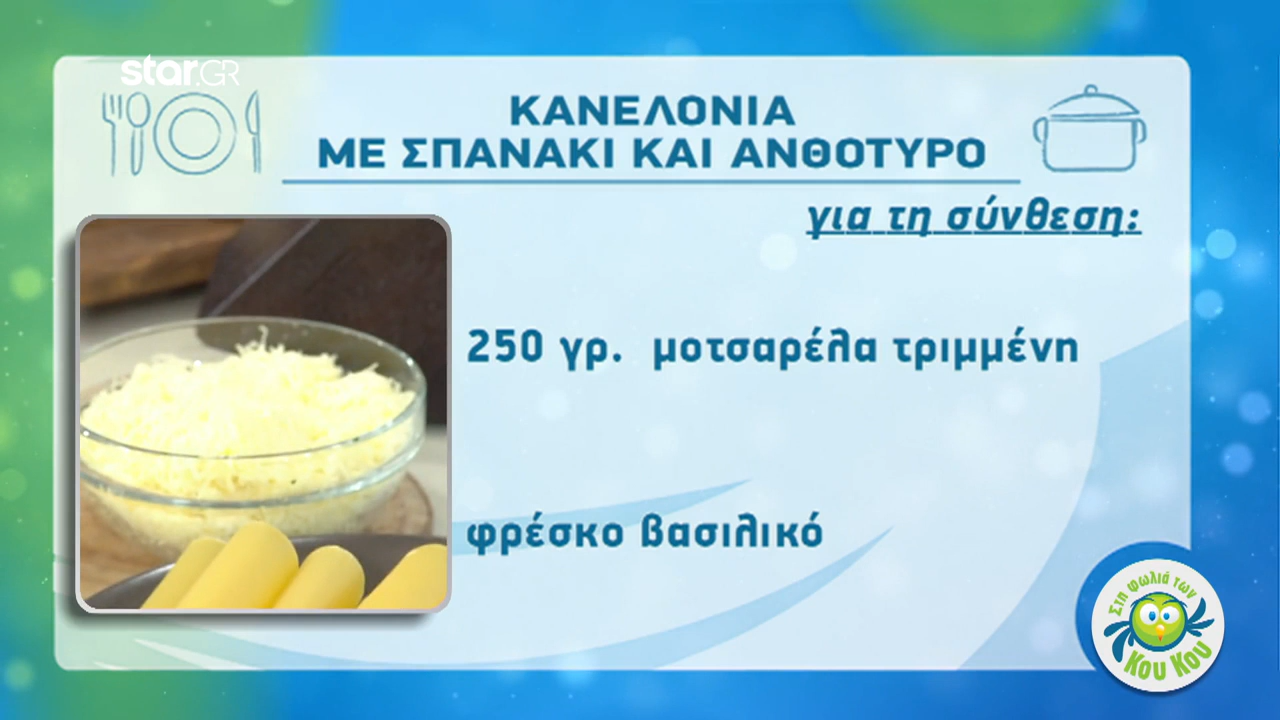 star.GR
ΚΑΝΕΛΟΝΙΑ
ΜΕ ΣΠΑΝΑΚΙ ΚΑΙ ΑΝΘΟΤΥΡΟ
για τη σύνθεση:
250 γρ. μοτσαρέλα τριμμένη
φρέσκο βασιλικό
Στη φωλιά των
Κου Κου